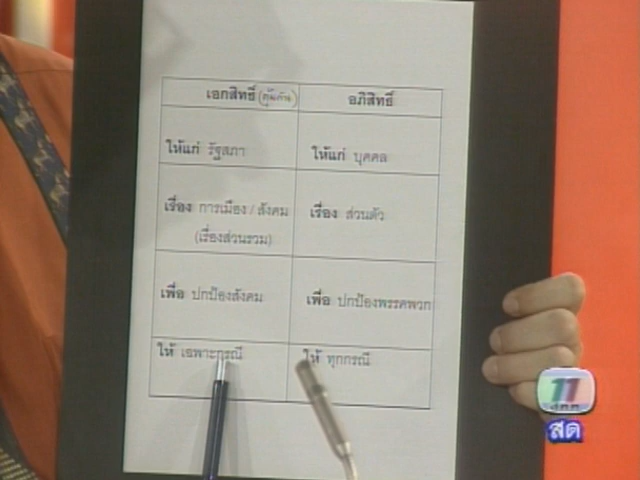 เอกสิทธิ์ (คุ้มกัน) อภิสิทธิ์
ให้แก่ รัฐสภา ให้แก่ บุคคล
เรื่อง การเมือง / สังคม เรื่อง ส่วนตัว
(เรื่องส่วนรวม)
เพื่อ ปกป้องสังคม เพื่อ ปกป้องพรรคพวก
ให้ เฉพาะกรณี ให้ ทุกกรณี
11
สด